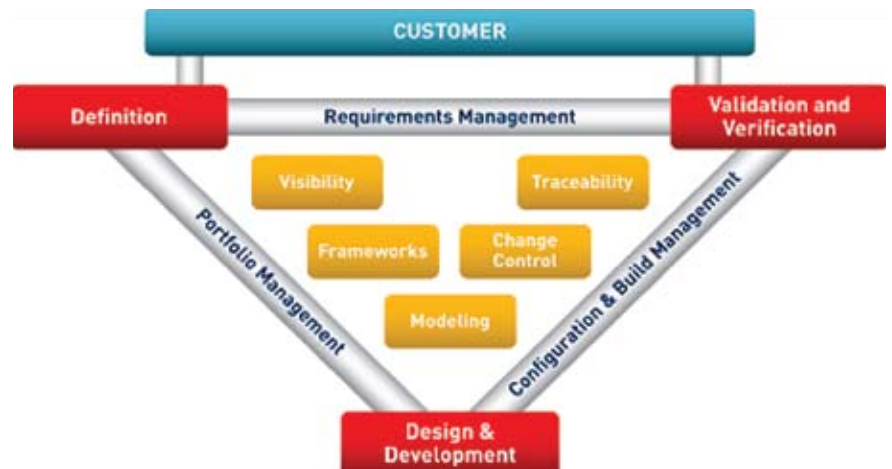 CUSTOMER
Definition
Requirements Management
Validation and
Verification
Visibility
Traceability
Portfolio Management
Frameworks
Change
Control
Configuration & Build Management
Modeling
Design &
Development